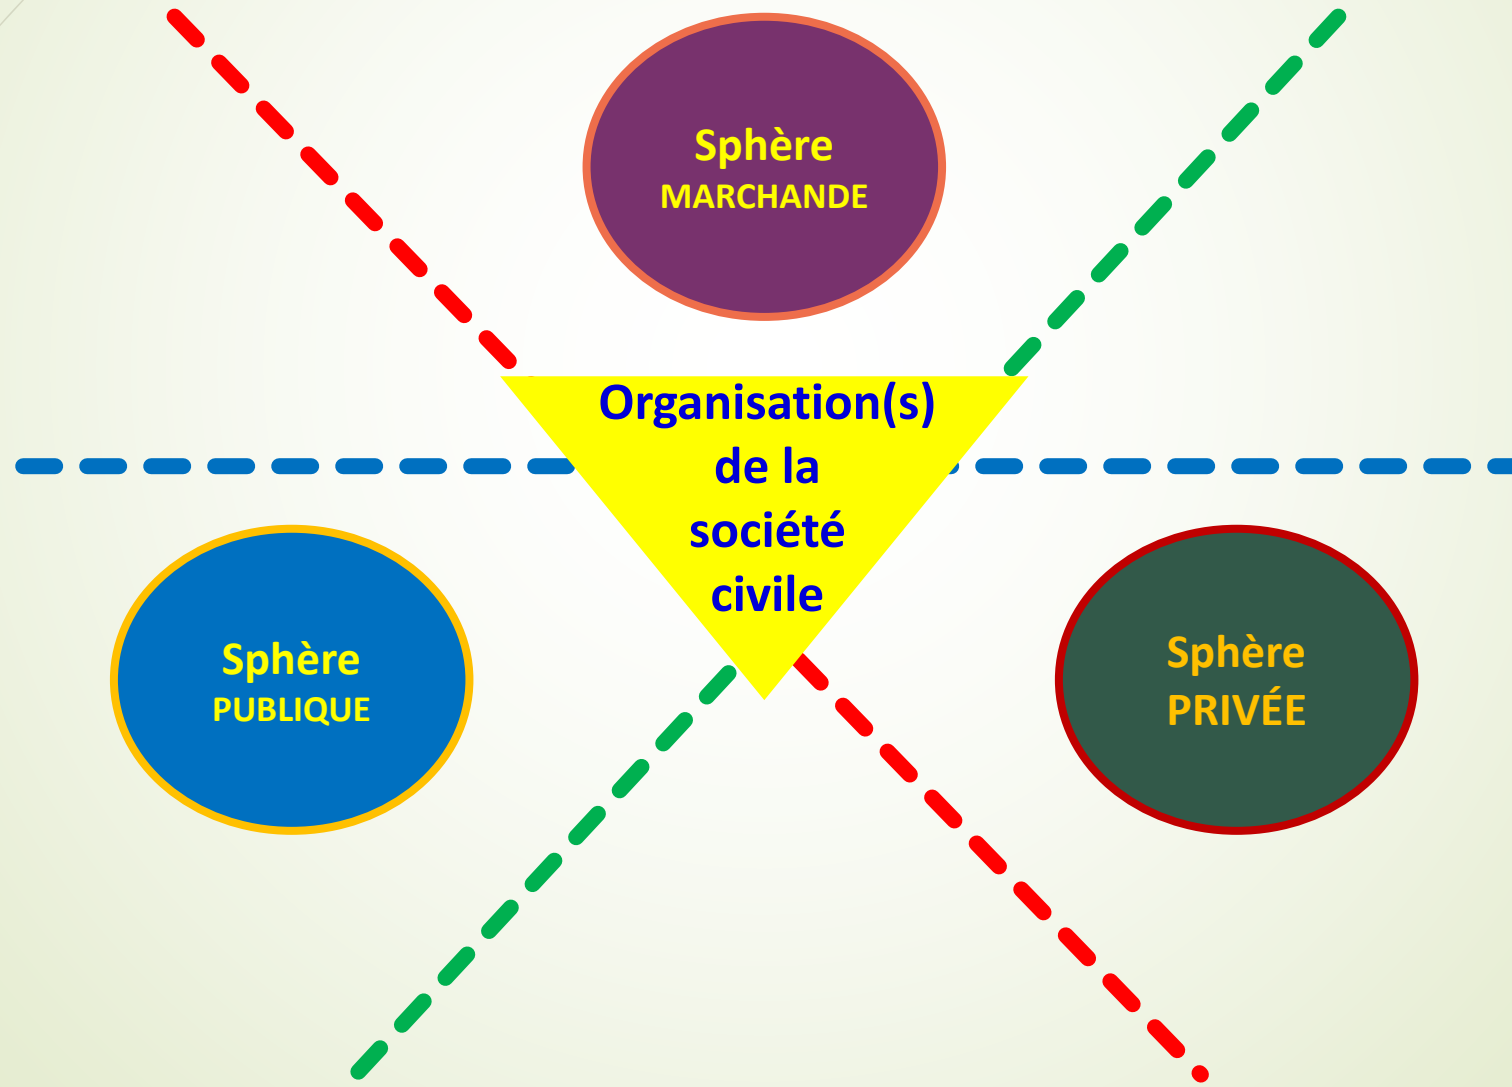 Sphère
MARCHANDE
Organisation(s)
de la
société
civile
Sphère
PUBLIQUE
Sphère
PRIVÉE